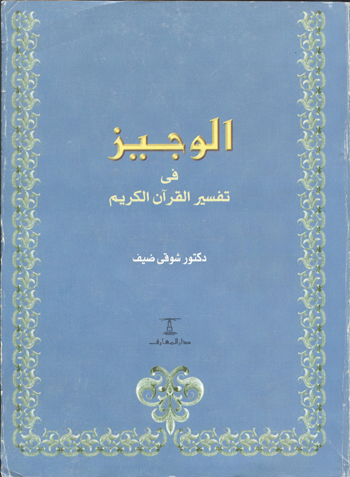 الوجيز
فى
تفسير القرآن الكريم
دكتور شوقى ضيف
دار المعارف